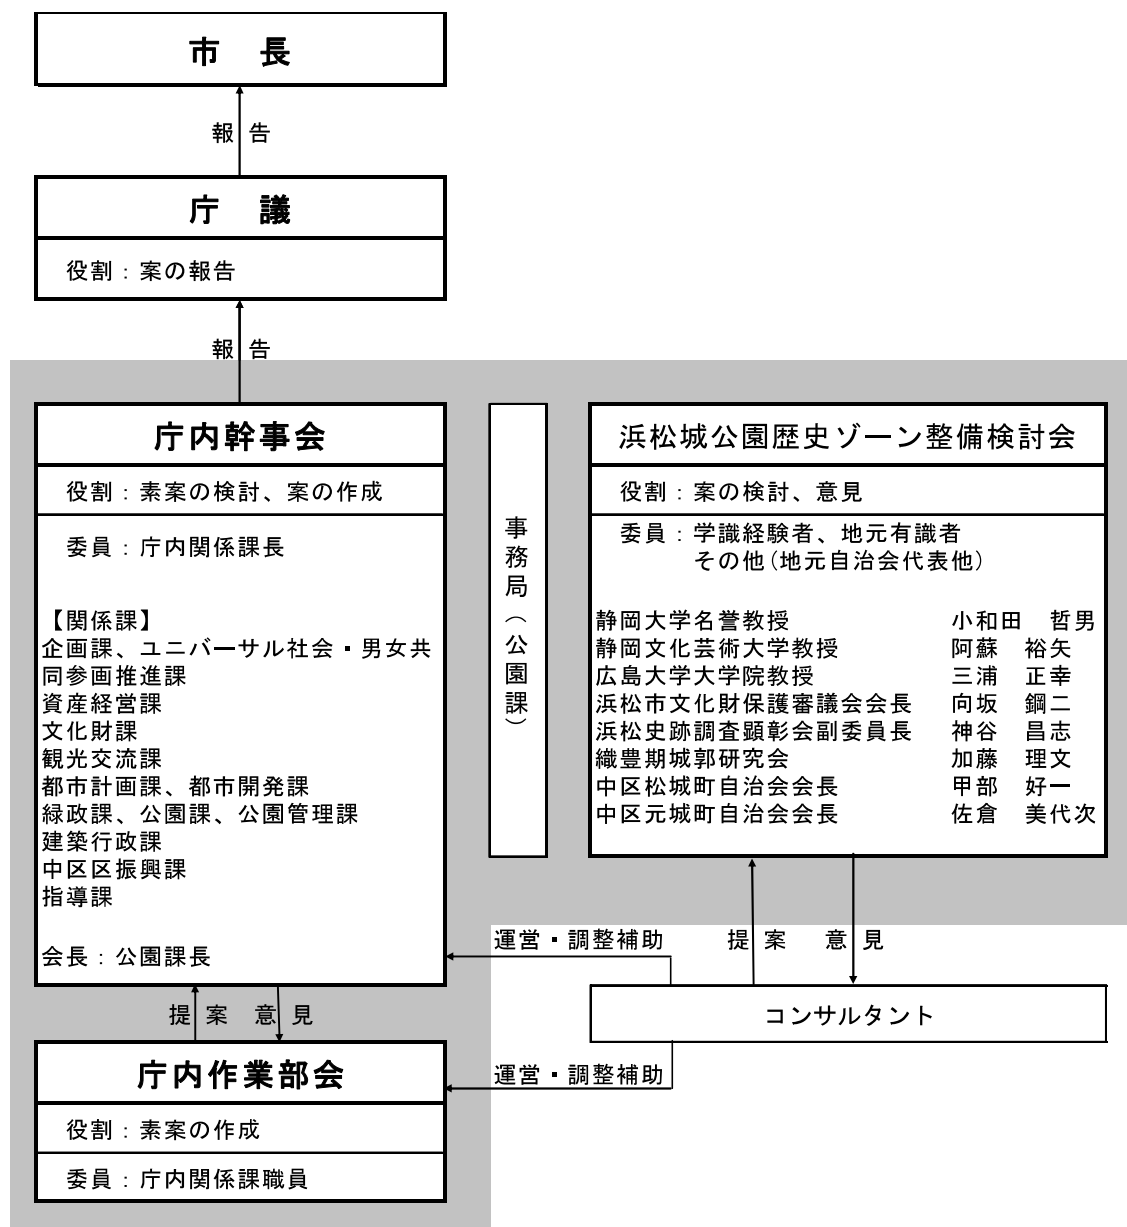 市　長
報 告
庁　議
役割：案の報告
報 告
庁内幹事会
役割：素案の検討、案の作成
委員：庁内関係課長
【関係課】
企画課、ユニバーサル社会・男女共
同参画推進課
資産経営課
文化財課
観光交流課
都市計画課、都市開発課
緑政課、公園課、公園管理課
建築行政課
中区区振興課
指導課
会長：公園課長
事務局（公園課）
浜松城公園歴史ゾーン整備検討会
役割：案の検討、意見
委員：学識経験者、地元有識者
その他(地元自治会代表他)
静岡大学名誉教授　小和田　哲男
静岡文化芸術大学教授　阿蘇　裕矢
広島大学大学院教授　三浦　正幸
浜松市文化財保護審議会会長　向坂　鋼二
浜松史跡調査顕彰会副委員長　神谷　昌志
織豊期城郭研究会　加藤　理文
中区松城町自治会会長　甲部　好一
中区元城町自治会会長　佐倉　美代次
運営・調整補助
提 案　意 見
コンサルタント
提 案　意 見
運営・調整補助
庁内作業部会
役割：素案の作成
委員：庁内関係課職員